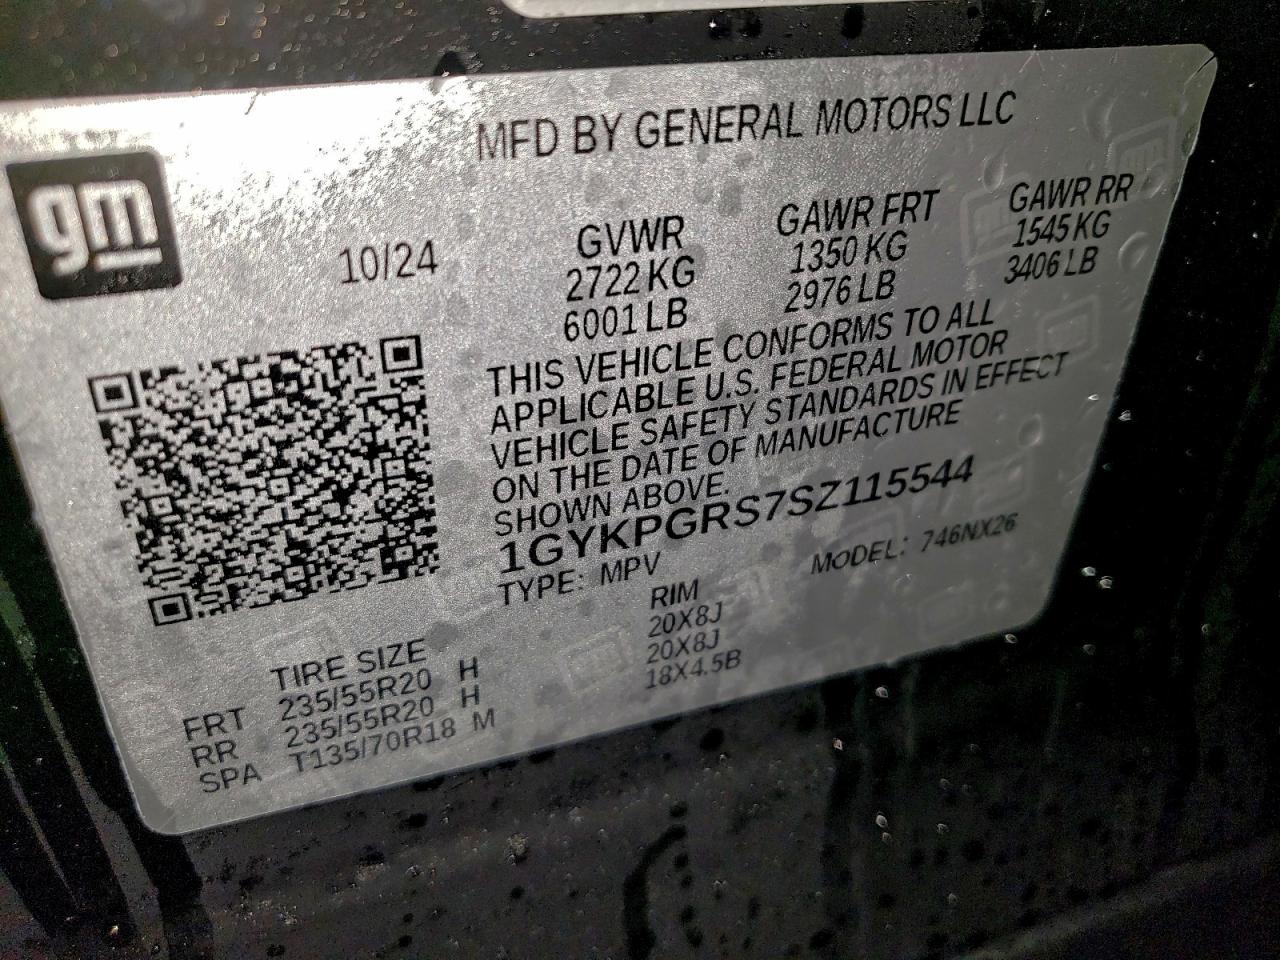 MFD BY GENERAL MOTORS LLC
gm
10/24
GVWR GAWR FRT GAWR RR
2722 KG 1350 KG 1545 KG
6001 LB 2976 LB 3406 LB
THIS VEHICLE CONFORMS TO ALL
APPLICABLE U.S. FEDERAL MOTOR
VEHICLE SAFETY STANDARDS IN EFFECT
ON THE DATE OF MANUFACTURE
SHOWN ABOVE.
1GYKPGRS7SZ115544
TYPE: MPV MODEL: 746NX26
TIRE SIZE RIM
FRT 235/55R20 H 20X8J
RR 235/55R20 H 20X8J
SPA T135/70R18 M 18X4.5B